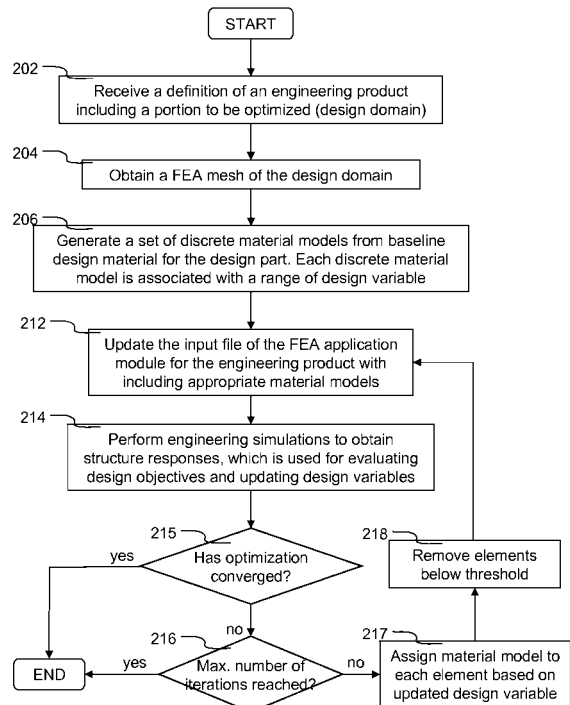 START
202
Receive a definition of an engineering product
including a portion to be optimized (design domain)
204
Obtain a FEA mesh of the design domain
206
Generate a set of discrete material models from baseline
design material for the design part. Each discrete material
model is associated with a range of design variable
212
Update the input file of the FEA application
module for the engineering product with
including appropriate material models
214
Perform engineering simulations to obtain
structure responses, which is used for evaluating
design objectives and updating design variables
215
yes
Has optimization
converged?
218
Remove elements
below threshold
no
216
217
END
yes
Max. number of
iterations reached?
no
Assign material model to
each element based on
updated design variable